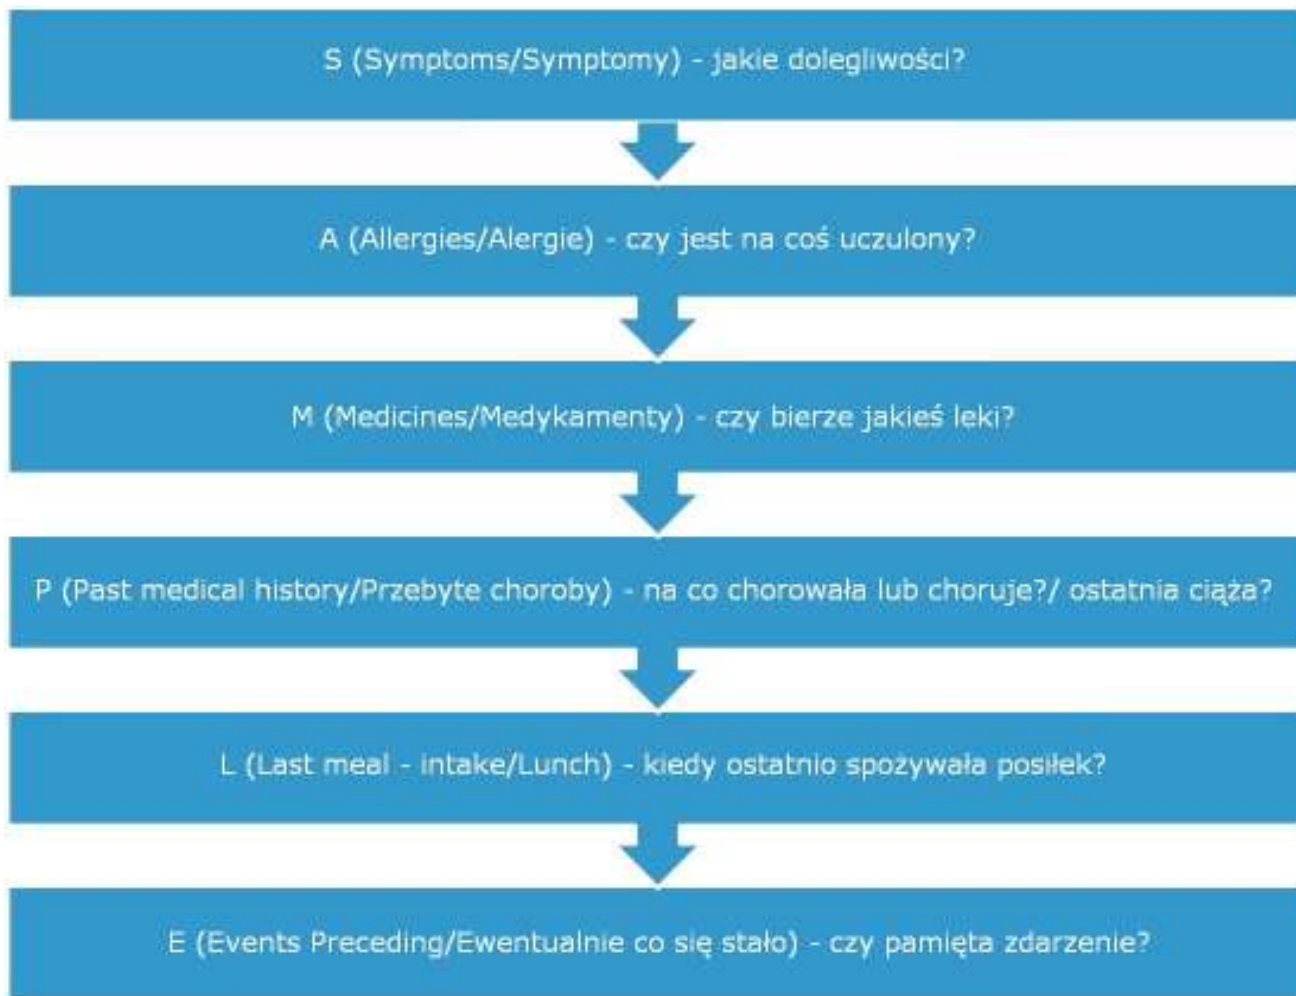 S (Symptoms/Symptomy) - jakie dolegliwości?
A (Allergies/Alergie) - czy jest na coś uczulony?
M (Medicines/Medykamenty) - czy bierze jakieś leki?
P (Past medical history/Przebyte choroby) - na co chorowała lub choruje?/ ostatnia ciąża?
L (Last meal - intake/Lunch) - kiedy ostatnio spożywała posiłek?
E (Events Preceding/Ewentualnie co się stało) - czy pamięta zdarzenie?